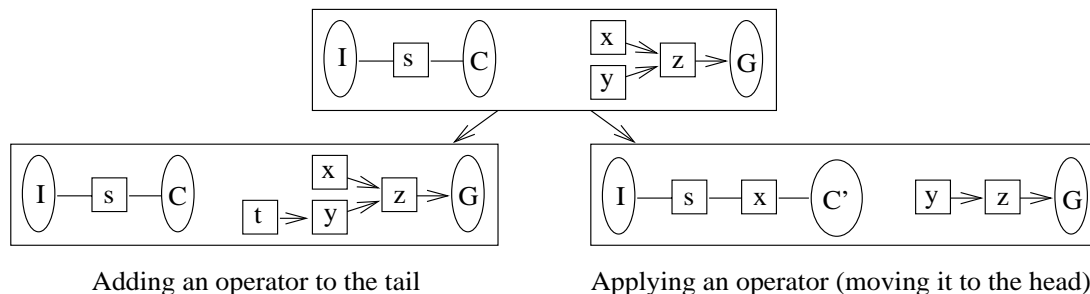 I s C x y z G
I s C x t y z G
I s x C' y z G
Adding an operator to the tail
Applying an operator (moving it to the head)